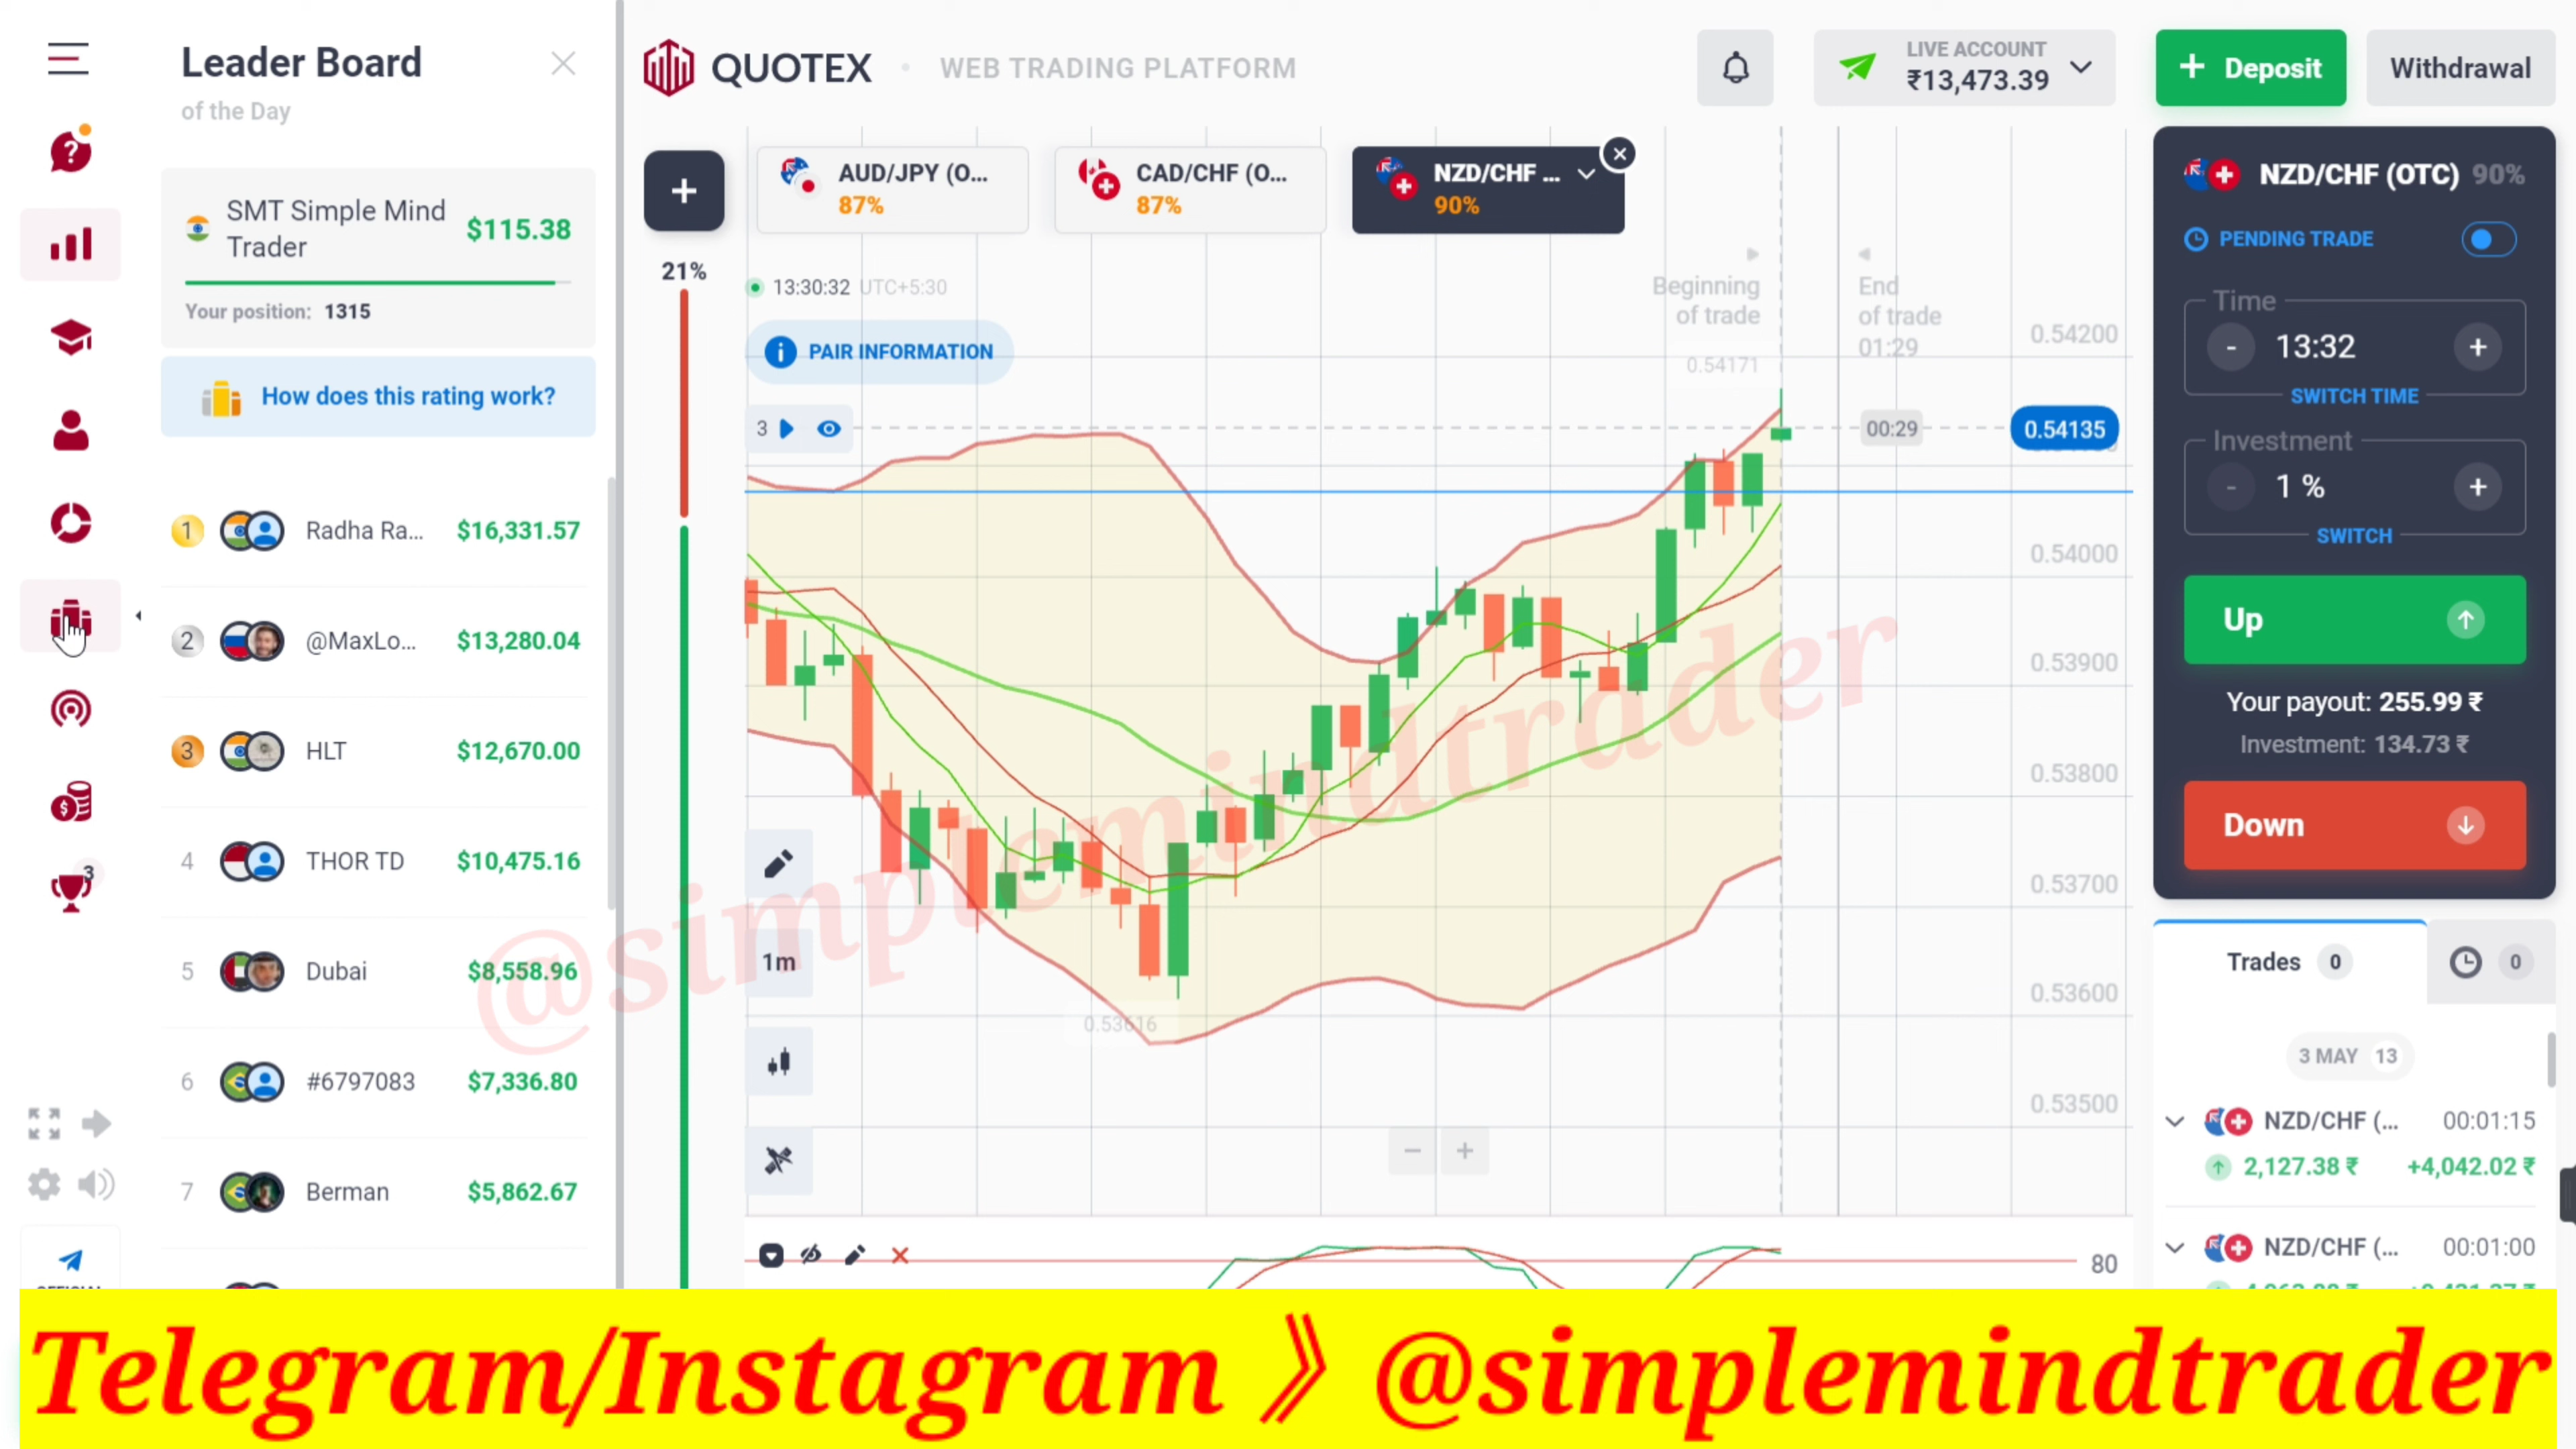 Leader Board
of the Day
SMT Simple Mind
Trader
$115.38
Your position: 1315
How does this rating work?
1 Radha Ra... $16,331.57
2 @MaxLo... $13,280.04
3 HLT $12,670.00
4 THOR TD $10,475.16
5 Dubai $8,558.96
6 #6797083 $7,336.80
7 Berman $5,862.67
3
QUOTEX • WEB TRADING PLATFORM
LIVE ACCOUNT
₹13,473.39
+ Deposit
Withdrawal
+
AUD/JPY (O...
87%
CAD/CHF (O...
87%
NZD/CHF ...
90%
21%
13:30:32 UTC+5:30
PAIR INFORMATION
3
Beginning
of trade
End
of trade
01:29
0.54171
00:29
0.54135
0.54200
0.54000
0.53900
0.53800
0.53700
0.53600
0.53500
0.53616
1m
− +
80
@simplemindtrader
NZD/CHF (OTC) 90%
PENDING TRADE
Time
- 13:32 +
SWITCH TIME
Investment
- 1 % +
SWITCH
Up
Your payout: 255.99 ₹
Investment: 134.73 ₹
Down
Trades 0
0
3 MAY 13
NZD/CHF (... 00:01:15
2,127.38 ₹ +4,042.02 ₹
NZD/CHF (... 00:01:00
Telegram/Instagram 》@simplemindtrader